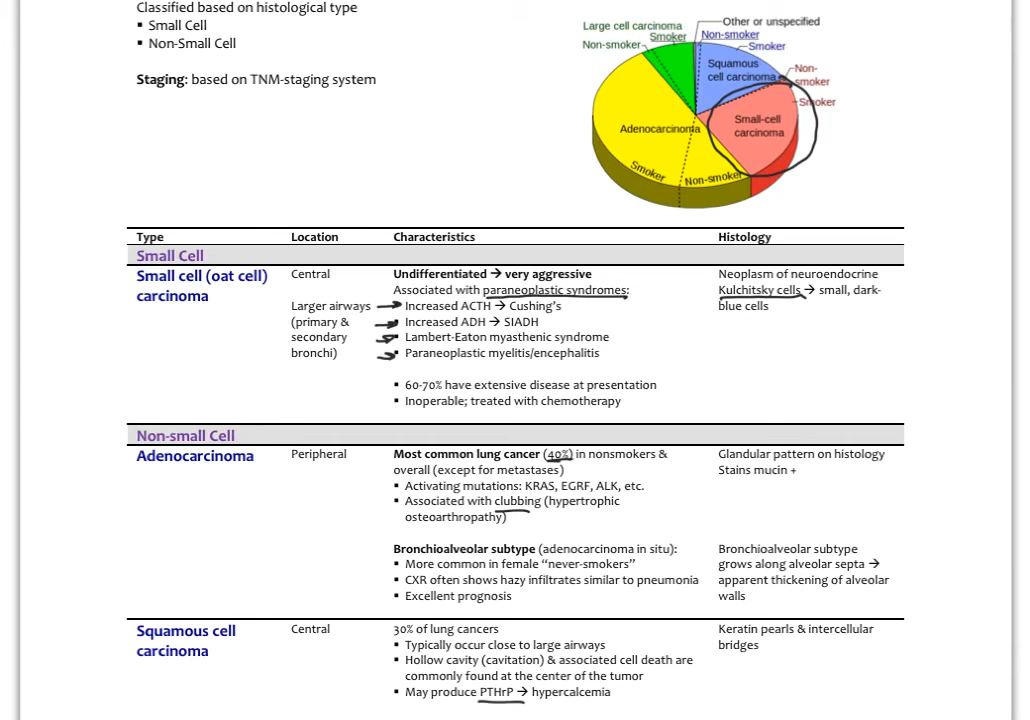 Classified based on histological type
▪ Small Cell
▪ Non-Small Cell
Staging: based on TNM-staging system
Large cell carcinoma
Smoker
Non-smoker
Other or unspecified
Non-smoker
Smoker
Squamous
cell carcinoma
Non-
smoker
Smoker
Small-cell
carcinoma
Adenocarcinoma
Smoker
Non-smoker
Type Location Characteristics Histology
Small Cell
Small cell (oat cell)
carcinoma
Central
Larger airways
(primary &
secondary
bronchi)
Undifferentiated → very aggressive
Associated with paraneoplastic syndromes:
▪ Increased ACTH → Cushing's
▪ Increased ADH → SIADH
▪ Lambert-Eaton myasthenic syndrome
▪ Paraneoplastic myelitis/encephalitis
▪ 60-70% have extensive disease at presentation
▪ Inoperable; treated with chemotherapy
Neoplasm of neuroendocrine
Kulchitsky cells → small, dark-
blue cells
Non-small Cell
Adenocarcinoma
Peripheral
Most common lung cancer (40%) in nonsmokers &
overall (except for metastases)
▪ Activating mutations: KRAS, EGRF, ALK, etc.
▪ Associated with clubbing (hypertrophic
osteoarthropathy)
Bronchioalveolar subtype (adenocarcinoma in situ):
▪ More common in female “never-smokers”
▪ CXR often shows hazy infiltrates similar to pneumonia
▪ Excellent prognosis
Glandular pattern on histology
Stains mucin +
Bronchioalveolar subtype
grows along alveolar septa →
apparent thickening of alveolar
walls
Squamous cell
carcinoma
Central
30% of lung cancers
▪ Typically occur close to large airways
▪ Hollow cavity (cavitation) & associated cell death are
commonly found at the center of the tumor
▪ May produce PTHrP → hypercalcemia
Keratin pearls & intercellular
bridges